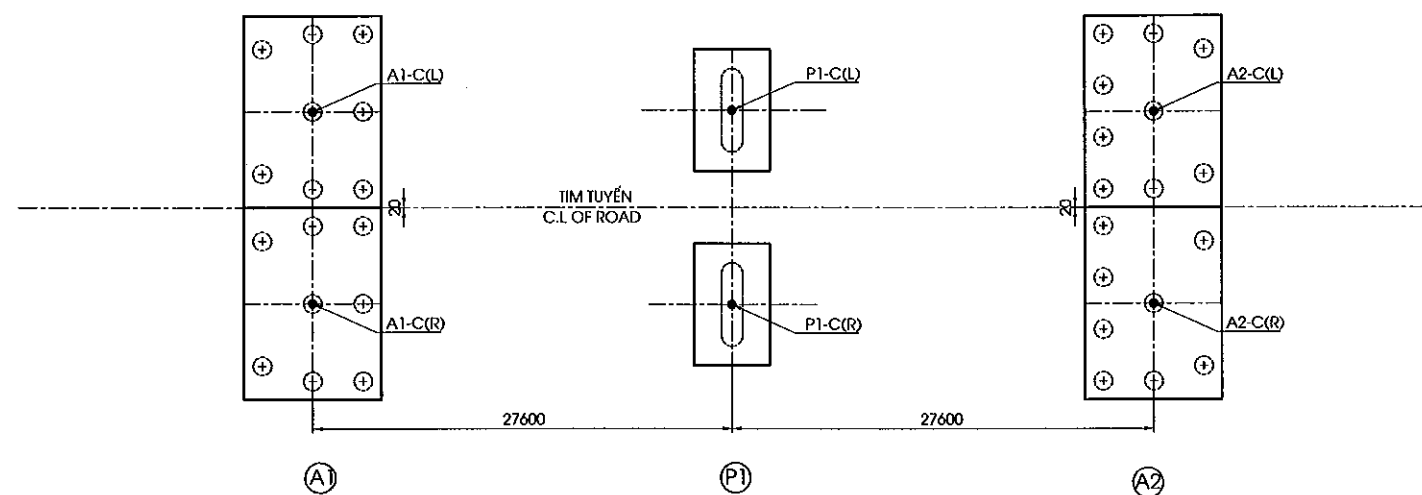 A1-C(L)
P1-C(L)
A2-C(L)
20
TIM TUYẾN
C.L OF ROAD
20
A1-C(R)
P1-C(R)
A2-C(R)
27600
27600
A1
P1
A2